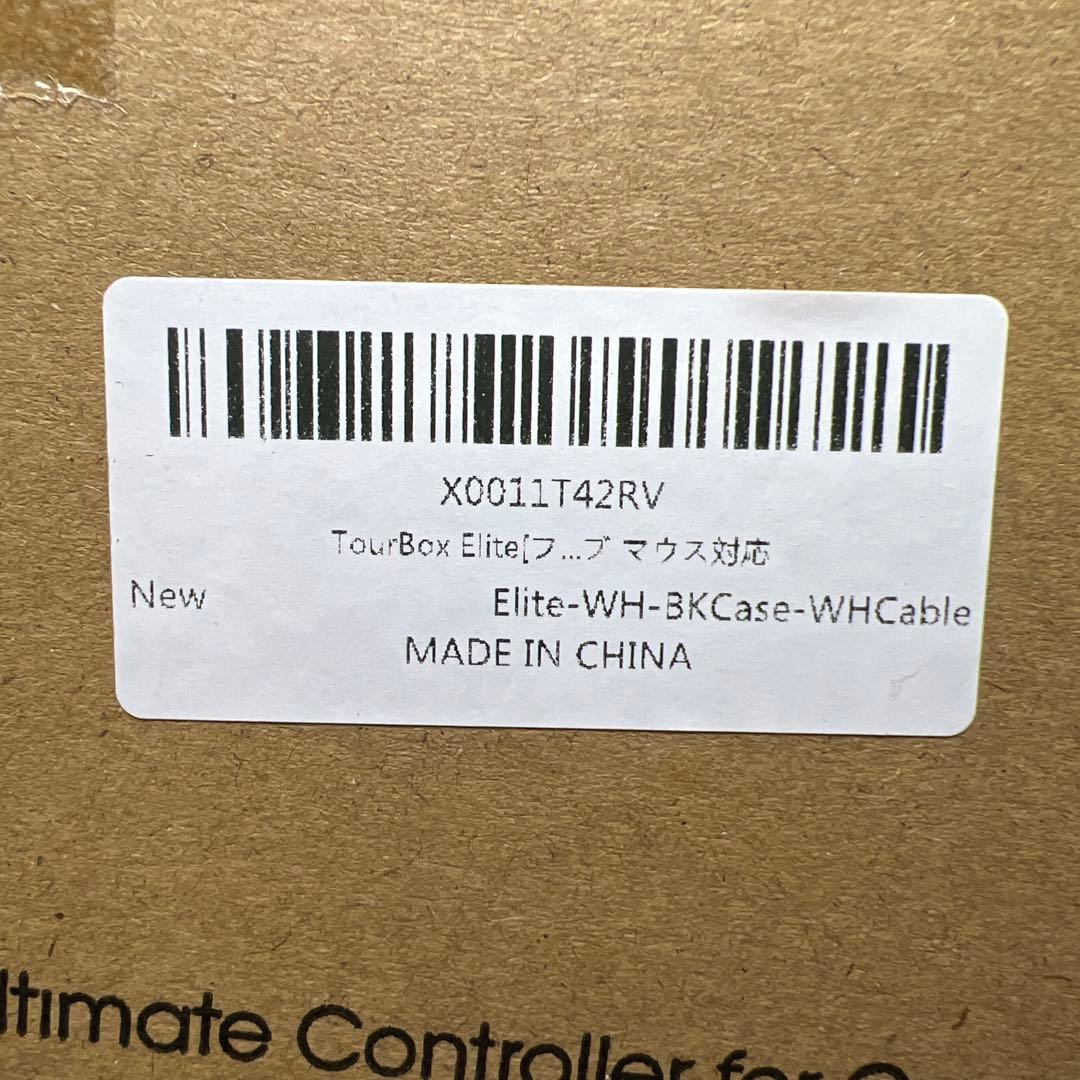 X0011T42RV
TourBox Elite[フ...ブ マウス対応
New
Elite-WH-BKCase-WHCable
MADE IN CHINA
ltimate Controller for C